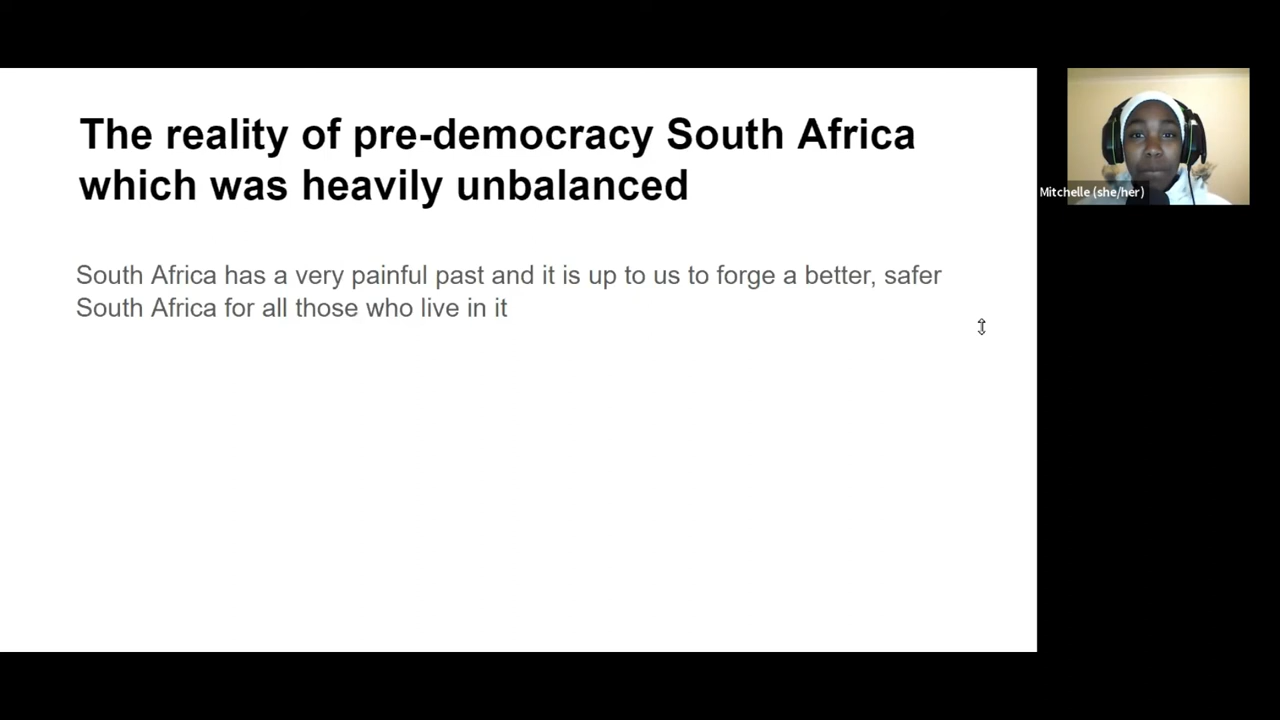 The reality of pre-democracy South Africa
which was heavily unbalanced
South Africa has a very painful past and it is up to us to forge a better, safer
South Africa for all those who live in it
Mitchelle (she/her)